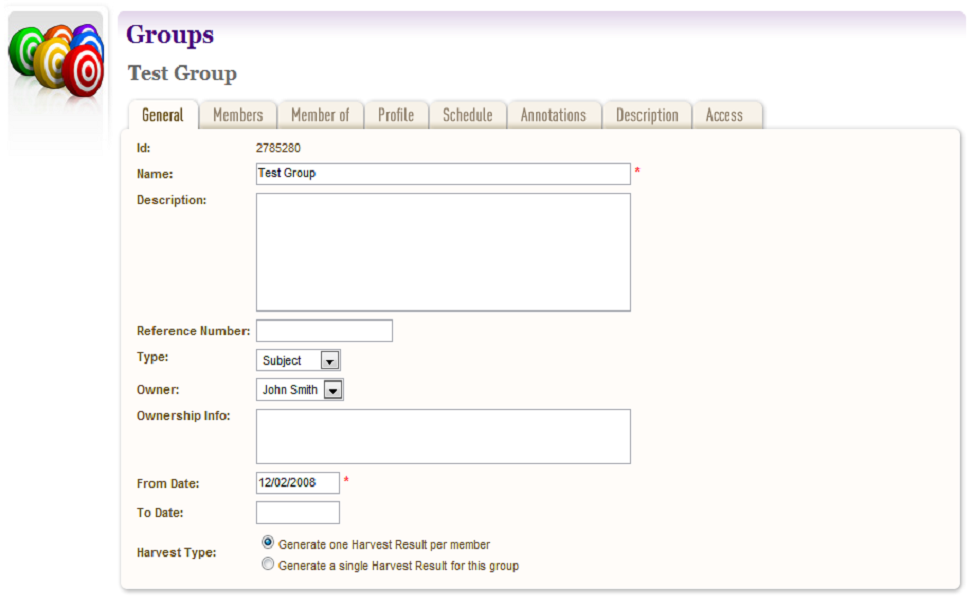 Groups
Test Group
General Members Member of Profile Schedule Annotations Description Access
Id: 2785280
Name: Test Group *
Description:
Reference Number:
Type: Subject
Owner: John Smith
Ownership Info:
From Date: 12/02/2008 *
To Date:
Harvest Type: Generate one Harvest Result per member
Generate a single Harvest Result for this group